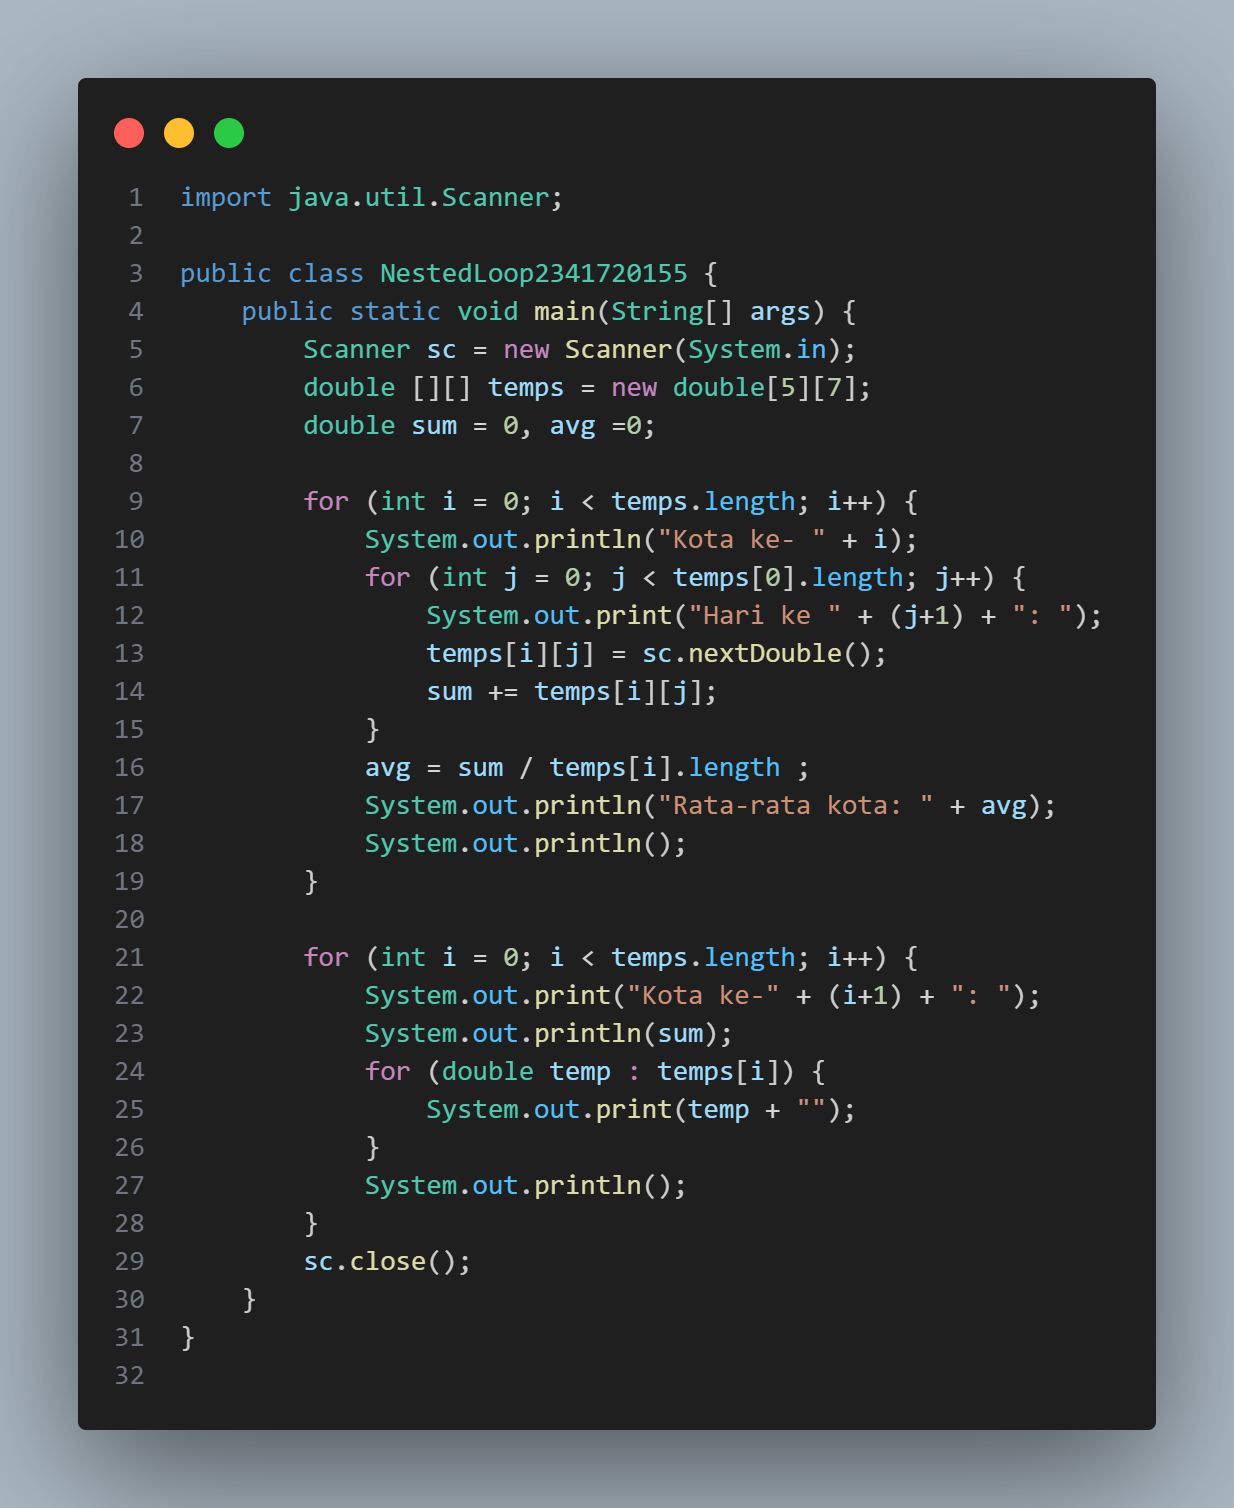 1 import java.util.Scanner;
2
3 public class NestedLoop2341720155 {
4     public static void main(String[] args) {
5         Scanner sc = new Scanner(System.in);
6         double [][] temps = new double[5][7];
7         double sum = 0, avg =0;
8
9         for (int i = 0; i < temps.length; i++) {
10             System.out.println("Kota ke- " + i);
11             for (int j = 0; j < temps[0].length; j++) {
12                 System.out.print("Hari ke " + (j+1) + ": ");
13                 temps[i][j] = sc.nextDouble();
14                 sum += temps[i][j];
15             }
16             avg = sum / temps[i].length ;
17             System.out.println("Rata-rata kota: " + avg);
18             System.out.println();
19         }
20
21         for (int i = 0; i < temps.length; i++) {
22             System.out.print("Kota ke-" + (i+1) + ": ");
23             System.out.println(sum);
24             for (double temp : temps[i]) {
25                 System.out.print(temp + "");
26             }
27             System.out.println();
28         }
29         sc.close();
30     }
31 }
32